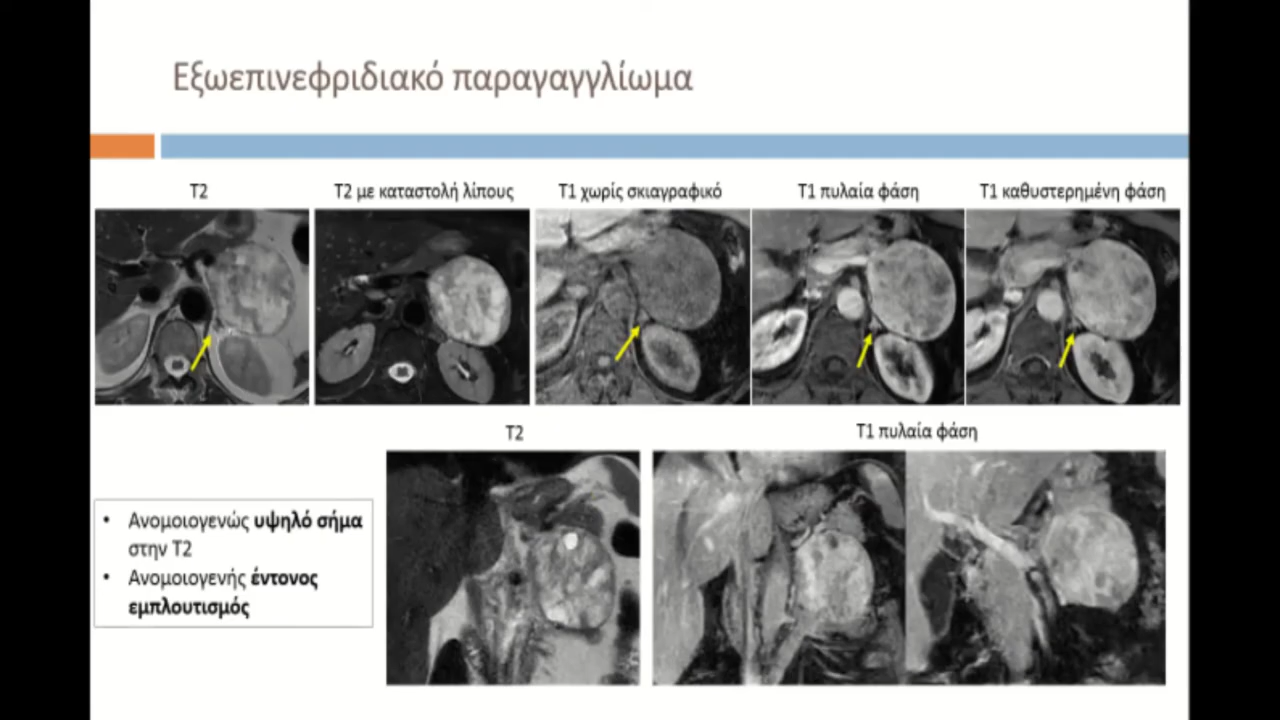 Εξωεπινεφριδιακό παραγαγγλίωμα
T2
T2 με καταστολή λίπους
T1 χωρίς σκιαγραφικό
T1 πυλαία φάση
T1 καθυστερημένη φάση
T2
T1 πυλαία φάση
• Ανομοιογενώς υψηλό σήμα
στην T2
• Ανομοιογενής έντονος
εμπλουτισμός